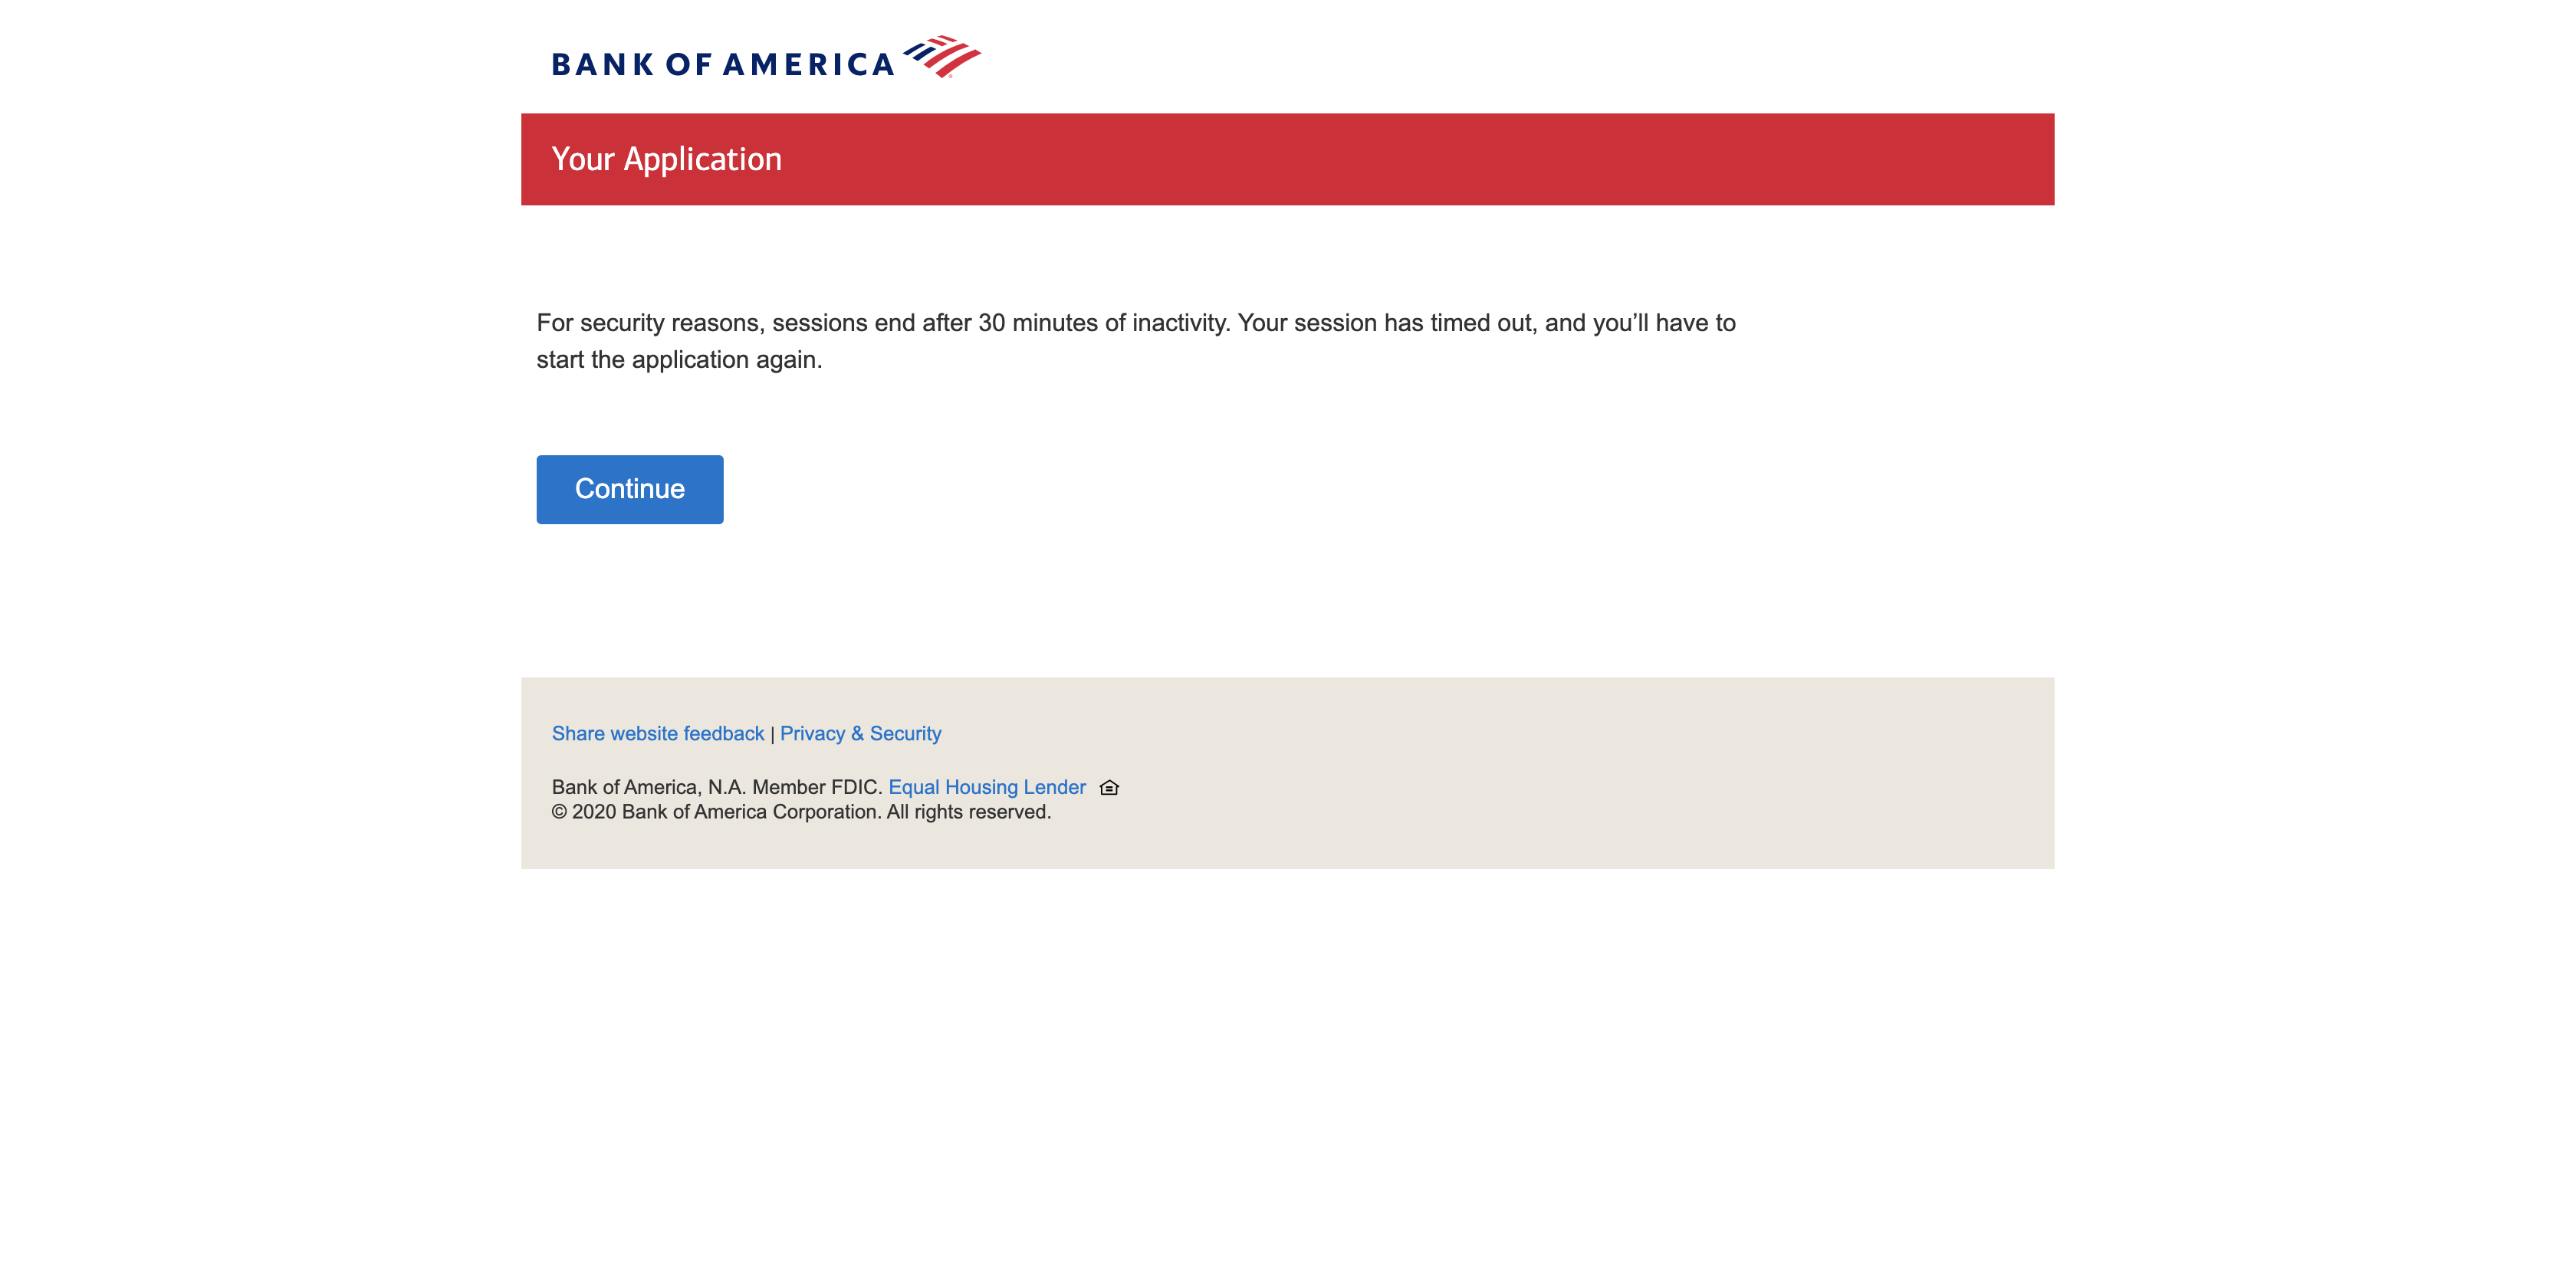 BANK OF AMERICA
Your Application
For security reasons, sessions end after 30 minutes of inactivity. Your session has timed out, and you’ll have to
start the application again.
Continue
Share website feedback | Privacy & Security
Bank of America, N.A. Member FDIC. Equal Housing Lender
© 2020 Bank of America Corporation. All rights reserved.